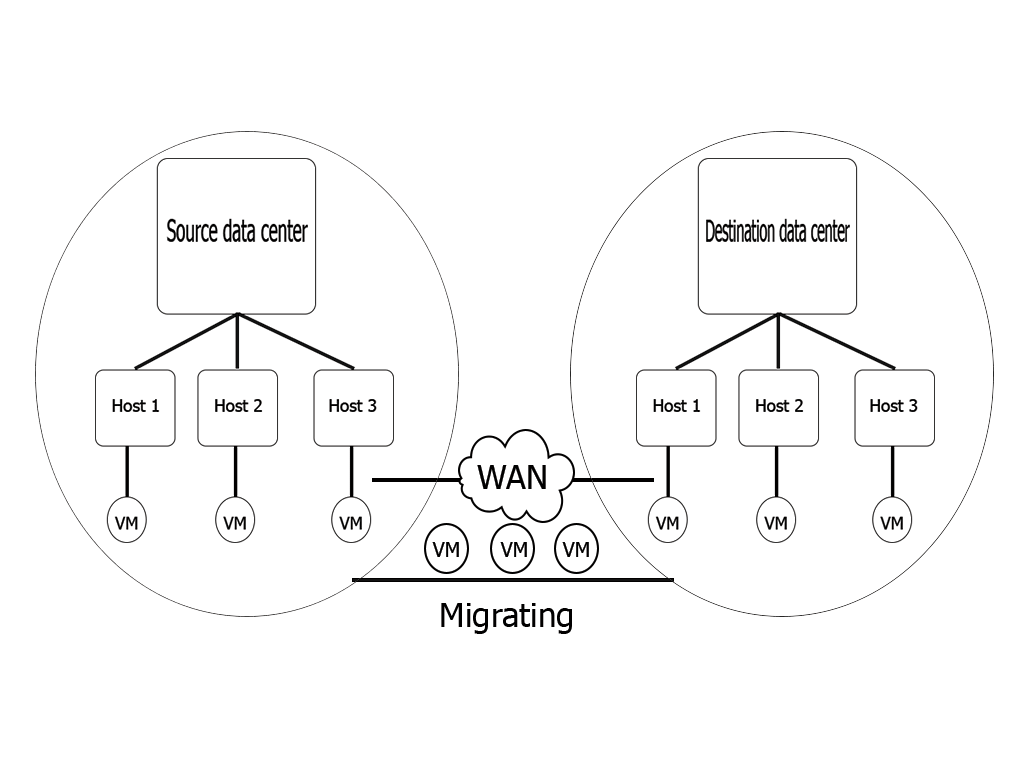 Source data center
Destination data center
Host 1
Host 2
Host 3
Host 1
Host 2
Host 3
WAN
VM
VM
VM
VM
VM
VM
VM
VM
VM
Migrating